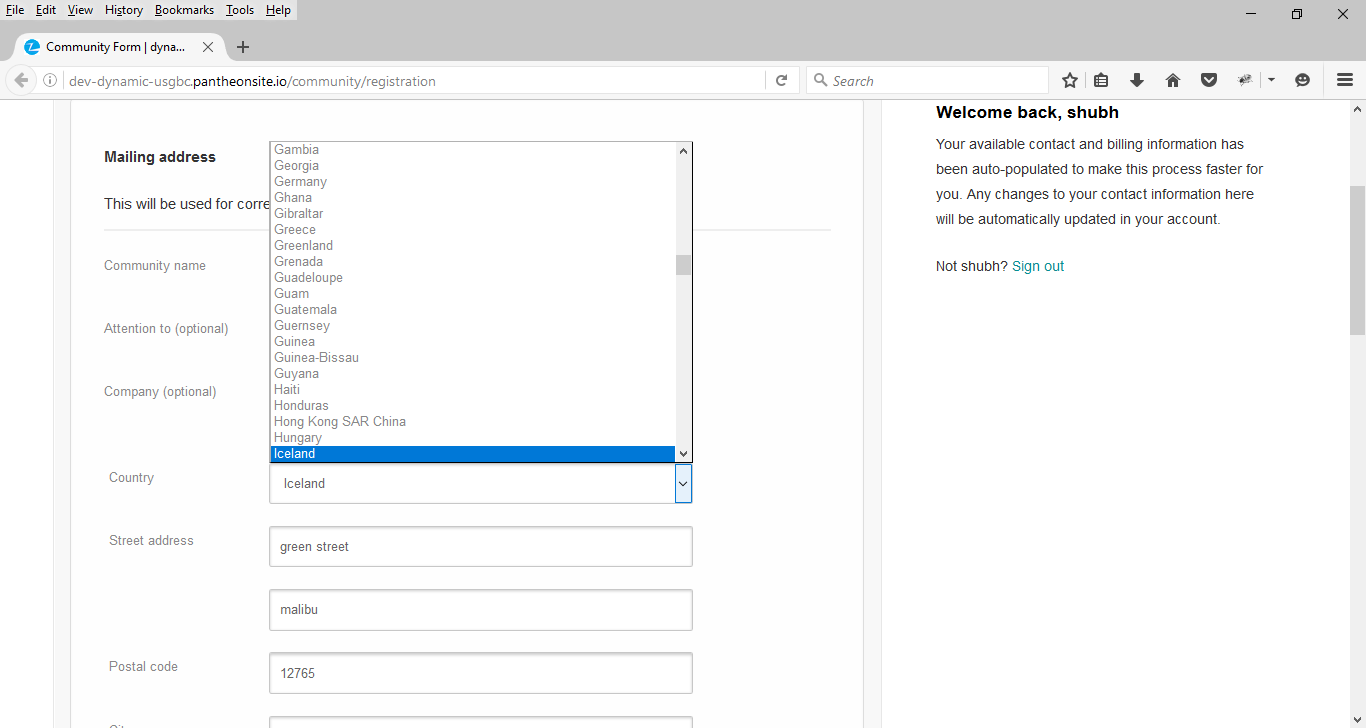 File Edit View History Bookmarks Tools Help
Community Form | dyna...
dev-dynamic-usgbc.pantheonsite.io/community/registration
Search
Mailing address
This will be used for corre
Gambia
Georgia
Germany
Ghana
Gibraltar
Greece
Greenland
Grenada
Guadeloupe
Guam
Guatemala
Guernsey
Guinea
Guinea-Bissau
Guyana
Haiti
Honduras
Hong Kong SAR China
Hungary
Iceland
Community name
Attention to (optional)
Company (optional)
Country
Iceland
Street address
green street
malibu
Postal code
12765
Welcome back, shubh
Your available contact and billing information has
been auto-populated to make this process faster for
you. Any changes to your contact information here
will be automatically updated in your account.
Not shubh? Sign out